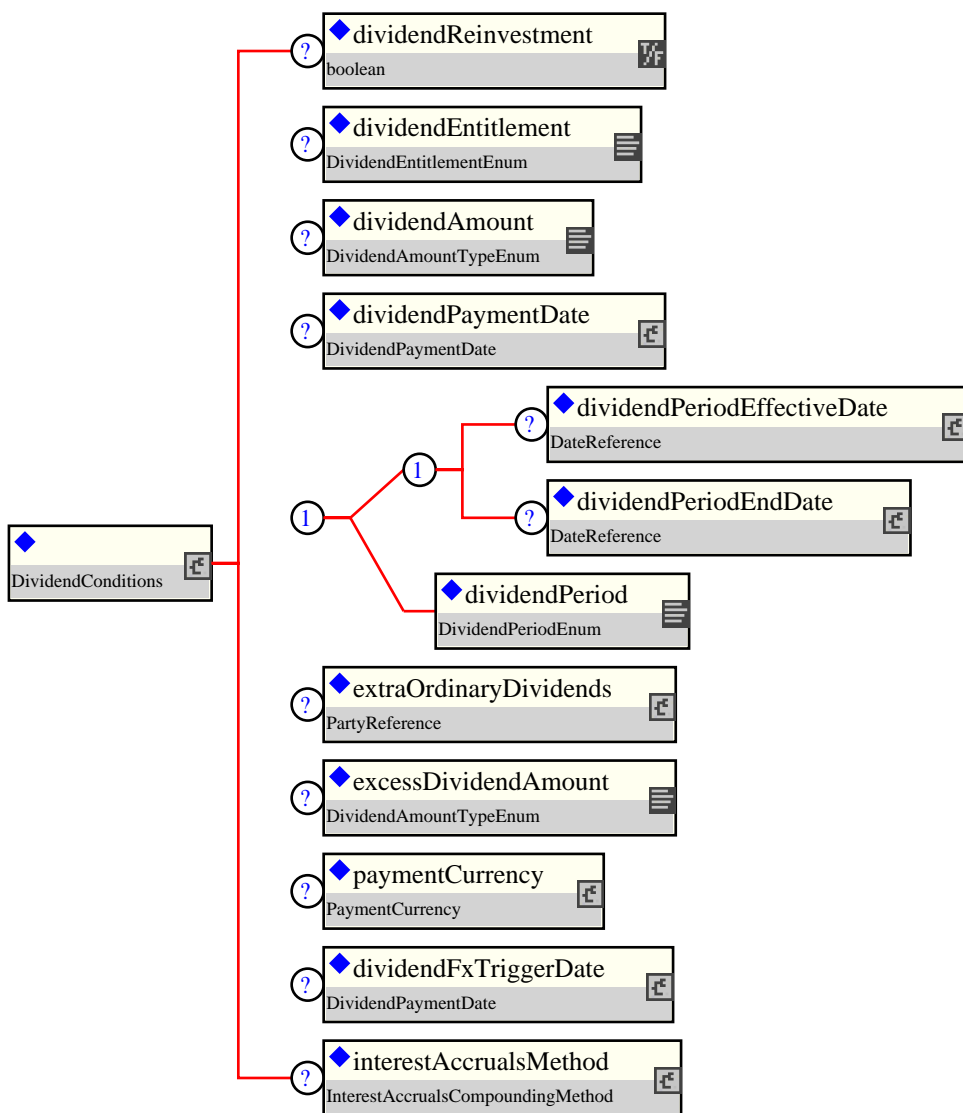 ?
dividendReinvestment
T/F
boolean
?
dividendEntitlement
DividendEntitlementEnum
?
dividendAmount
DividendAmountTypeEnum
?
dividendPaymentDate
DividendPaymentDate
?
dividendPeriodEffectiveDate
DateReference
1
1
?
dividendPeriodEndDate
DateReference
DividendConditions
dividendPeriod
DividendPeriodEnum
?
extraOrdinaryDividends
PartyReference
?
excessDividendAmount
DividendAmountTypeEnum
?
paymentCurrency
PaymentCurrency
?
dividendFxTriggerDate
DividendPaymentDate
?
interestAccrualsMethod
InterestAccrualsCompoundingMethod